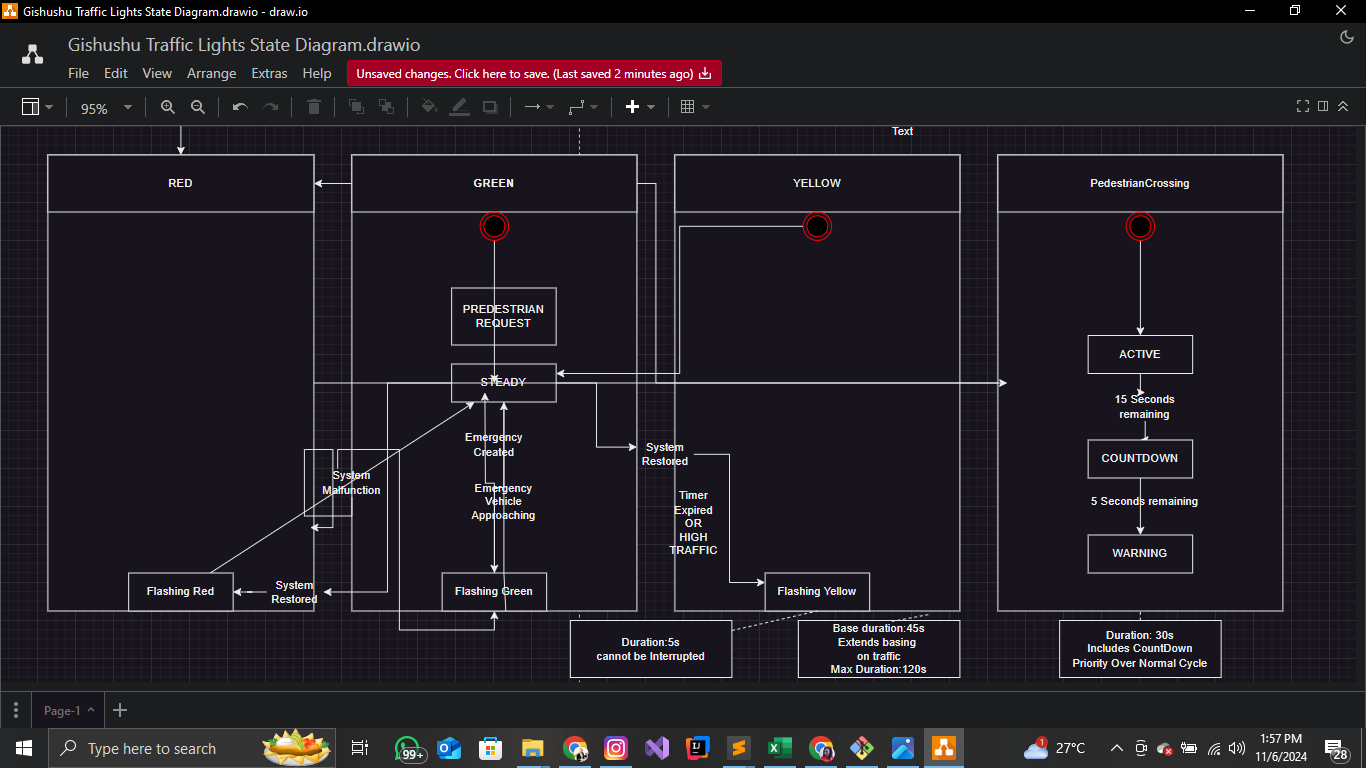 Gishushu Traffic Lights State Diagram.drawio - draw.io
Gishushu Traffic Lights State Diagram.drawio
File Edit View Arrange Extras Help
Unsaved changes. Click here to save. (Last saved 2 minutes ago)
95%
Text
RED
GREEN
YELLOW
PedestrianCrossing
PREDESTRIAN
REQUEST
STEADY
ACTIVE
15 Seconds
remaining
Emergency
Created
System
Restored
COUNTDOWN
System
Malfunction
Emergency
Vehicle
Approaching
Timer
Expired
OR
HIGH
TRAFFIC
5 Seconds remaining
WARNING
Flashing Red
System
Restored
Flashing Green
Flashing Yellow
Duration:5s
cannot be Interrupted
Base duration:45s
Extends basing
on traffic
Max Duration:120s
Duration: 30s
Includes CountDown
Priority Over Normal Cycle
Page-1
Type here to search
99+
27°C
1
1:57 PM
11/6/2024
28